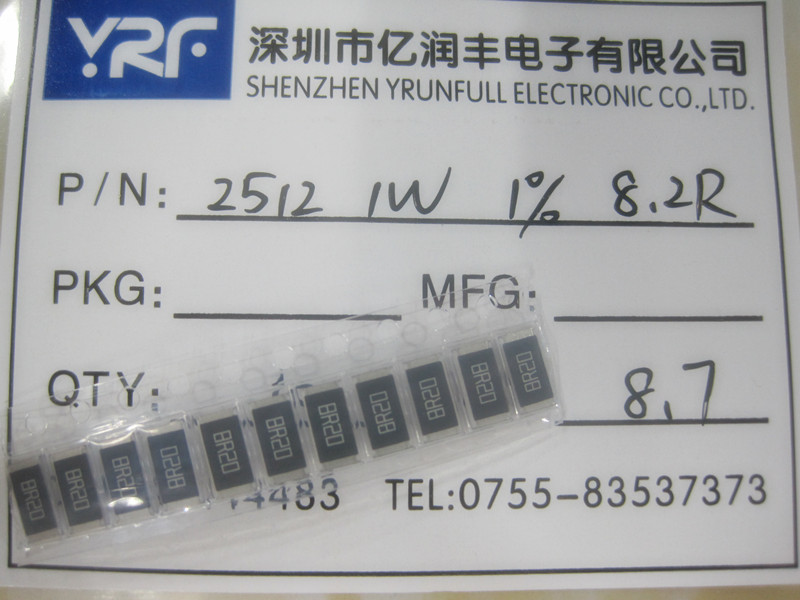 YRF
深圳市亿润丰电子有限公司
SHENZHEN YRUNFULL ELECTRONIC CO.,LTD.
P/N: 2512 1W 1% 8.2R
PKG: MFG:
QTY: 8.7
8R20 8R20 8R20 8R20 8R20 8R20 8R20 8R20 8R20 8R20 8R20
4483 TEL:0755-83537373